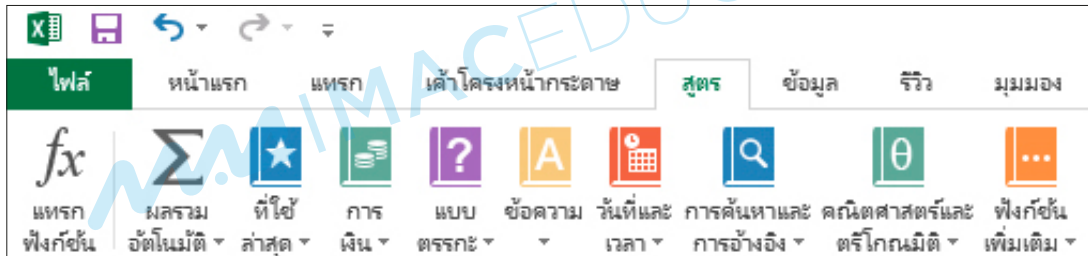 MACEDUC
ไฟล์ หน้าแรก แทรก เค้าโครงหน้ากระดาษ สูตร ข้อมูล รีวิว มุมมอง
fx Σ ? A θ ...
แทรก ผลรวม ที่ใช้ การ แบบ ข้อความ วันที่และ การค้นหาและ คณิตศาสตร์และ ฟังก์ชัน
ฟังก์ชัน อัตโนมัติ ล่าสุด เงิน ตรรกะ เวลา การอ้างอิง ตรีโกณมิติ เพิ่มเติม